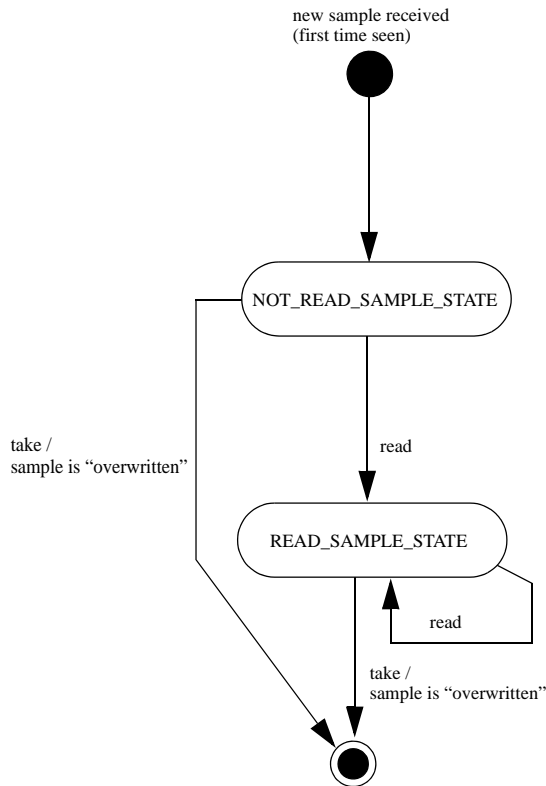 new sample received
(first time seen)
NOT_READ_SAMPLE_STATE
take /
sample is “overwritten”
read
READ_SAMPLE_STATE
read
take /
sample is “overwritten”